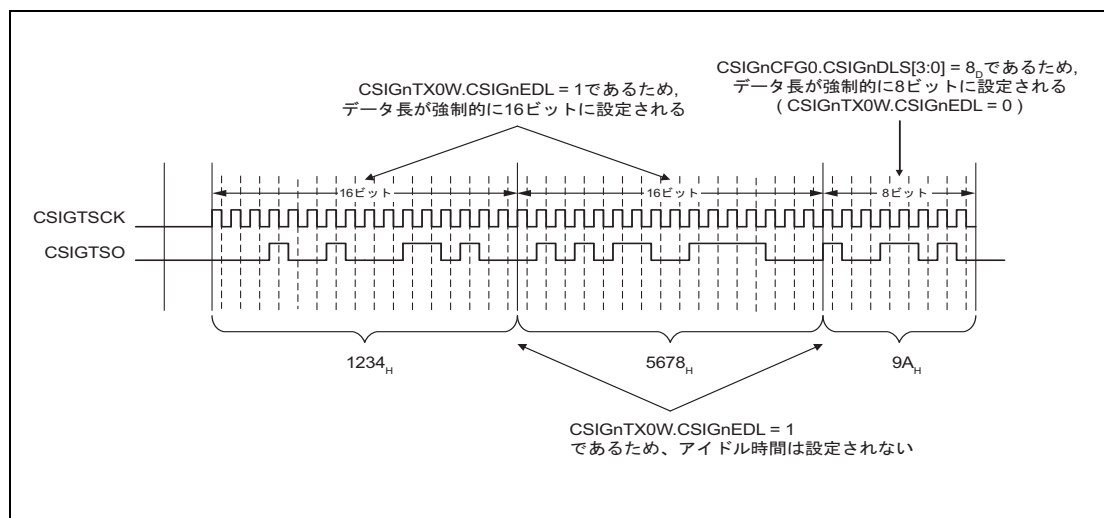 CSIGnCFG0.CSIGnDLS[3:0] = 8Dであるため,
データ長が強制的に8ビットに設定される
( CSIGnTX0W.CSIGnEDL = 0 )
CSIGnTX0W.CSIGnEDL = 1であるため,
データ長が強制的に16ビットに設定される
16ビット 16ビット 8ビット
CSIGTSCK
CSIGTSO
1234H 5678H 9AH
CSIGnTX0W.CSIGnEDL = 1
であるため、アイドル時間は設定されない